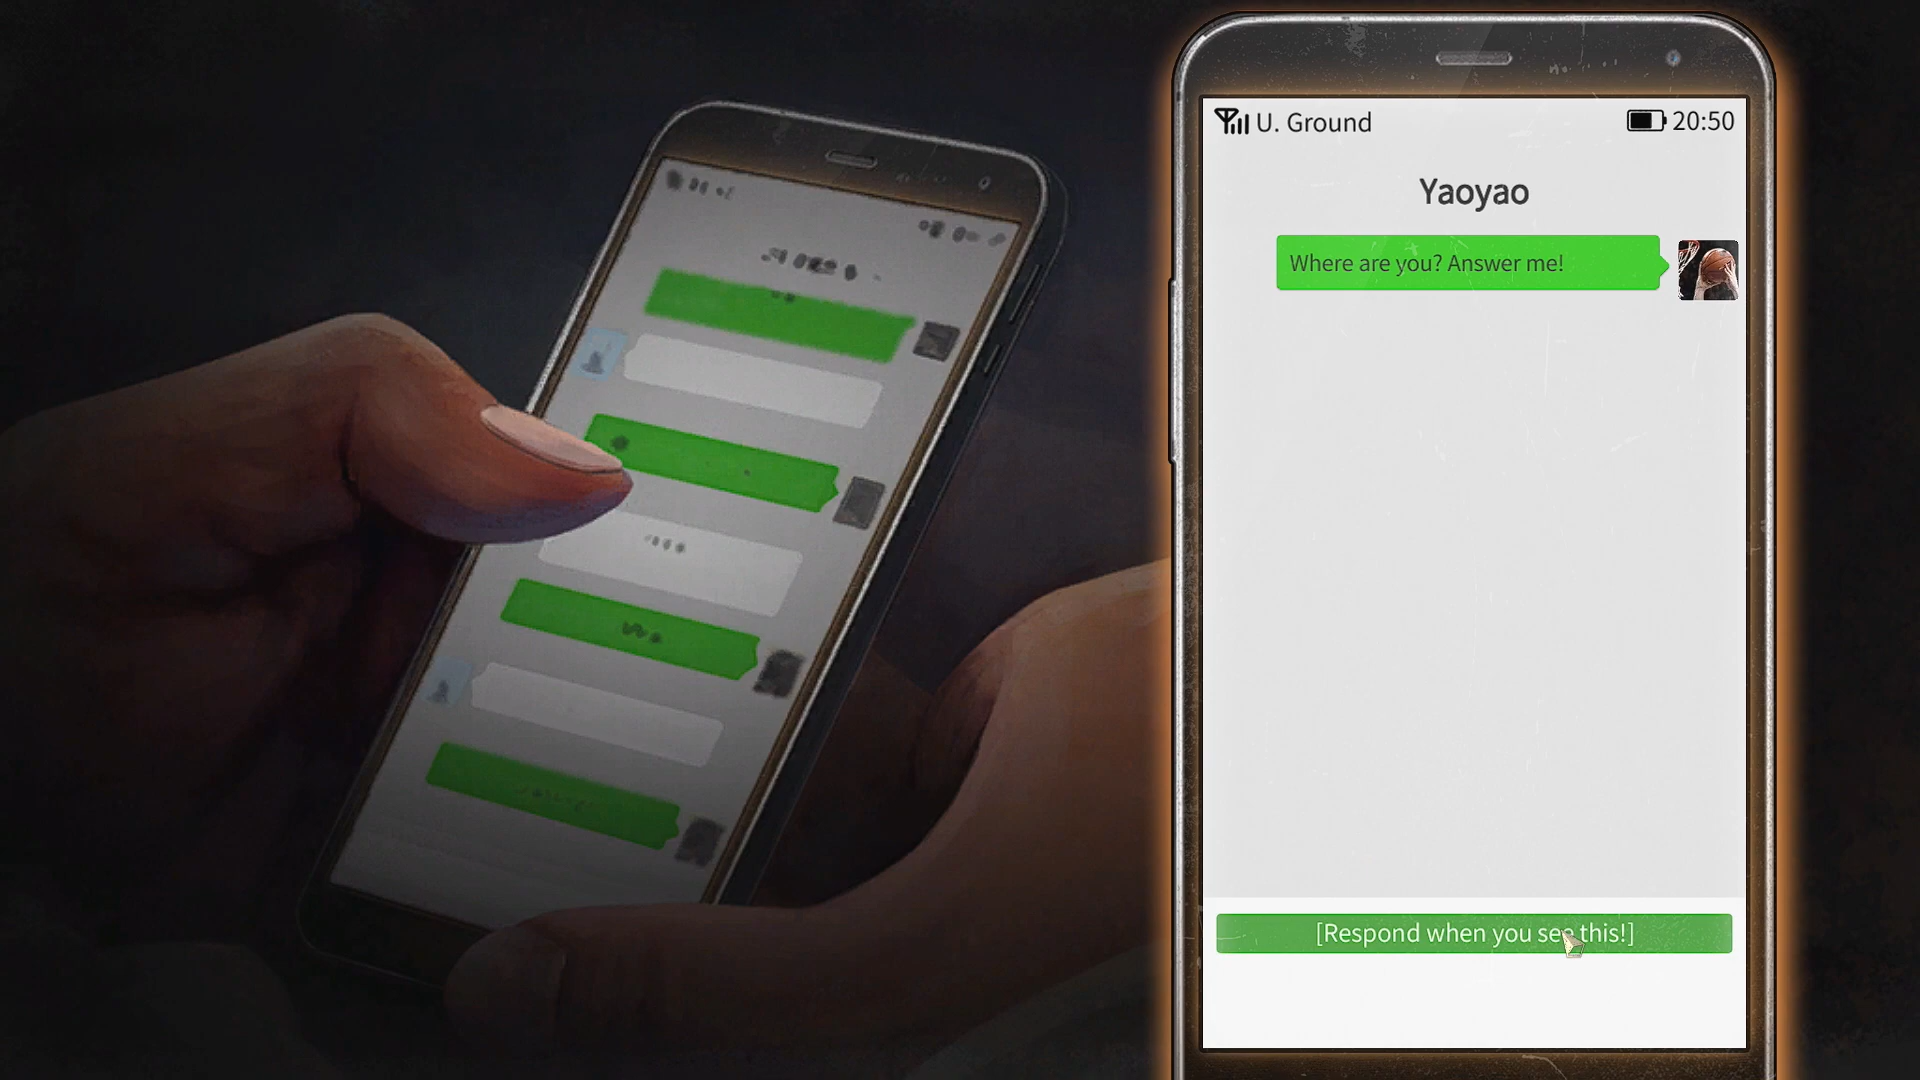 U. Ground
20:50
Yaoyao
Where are you? Answer me!
[Respond when you see this!]